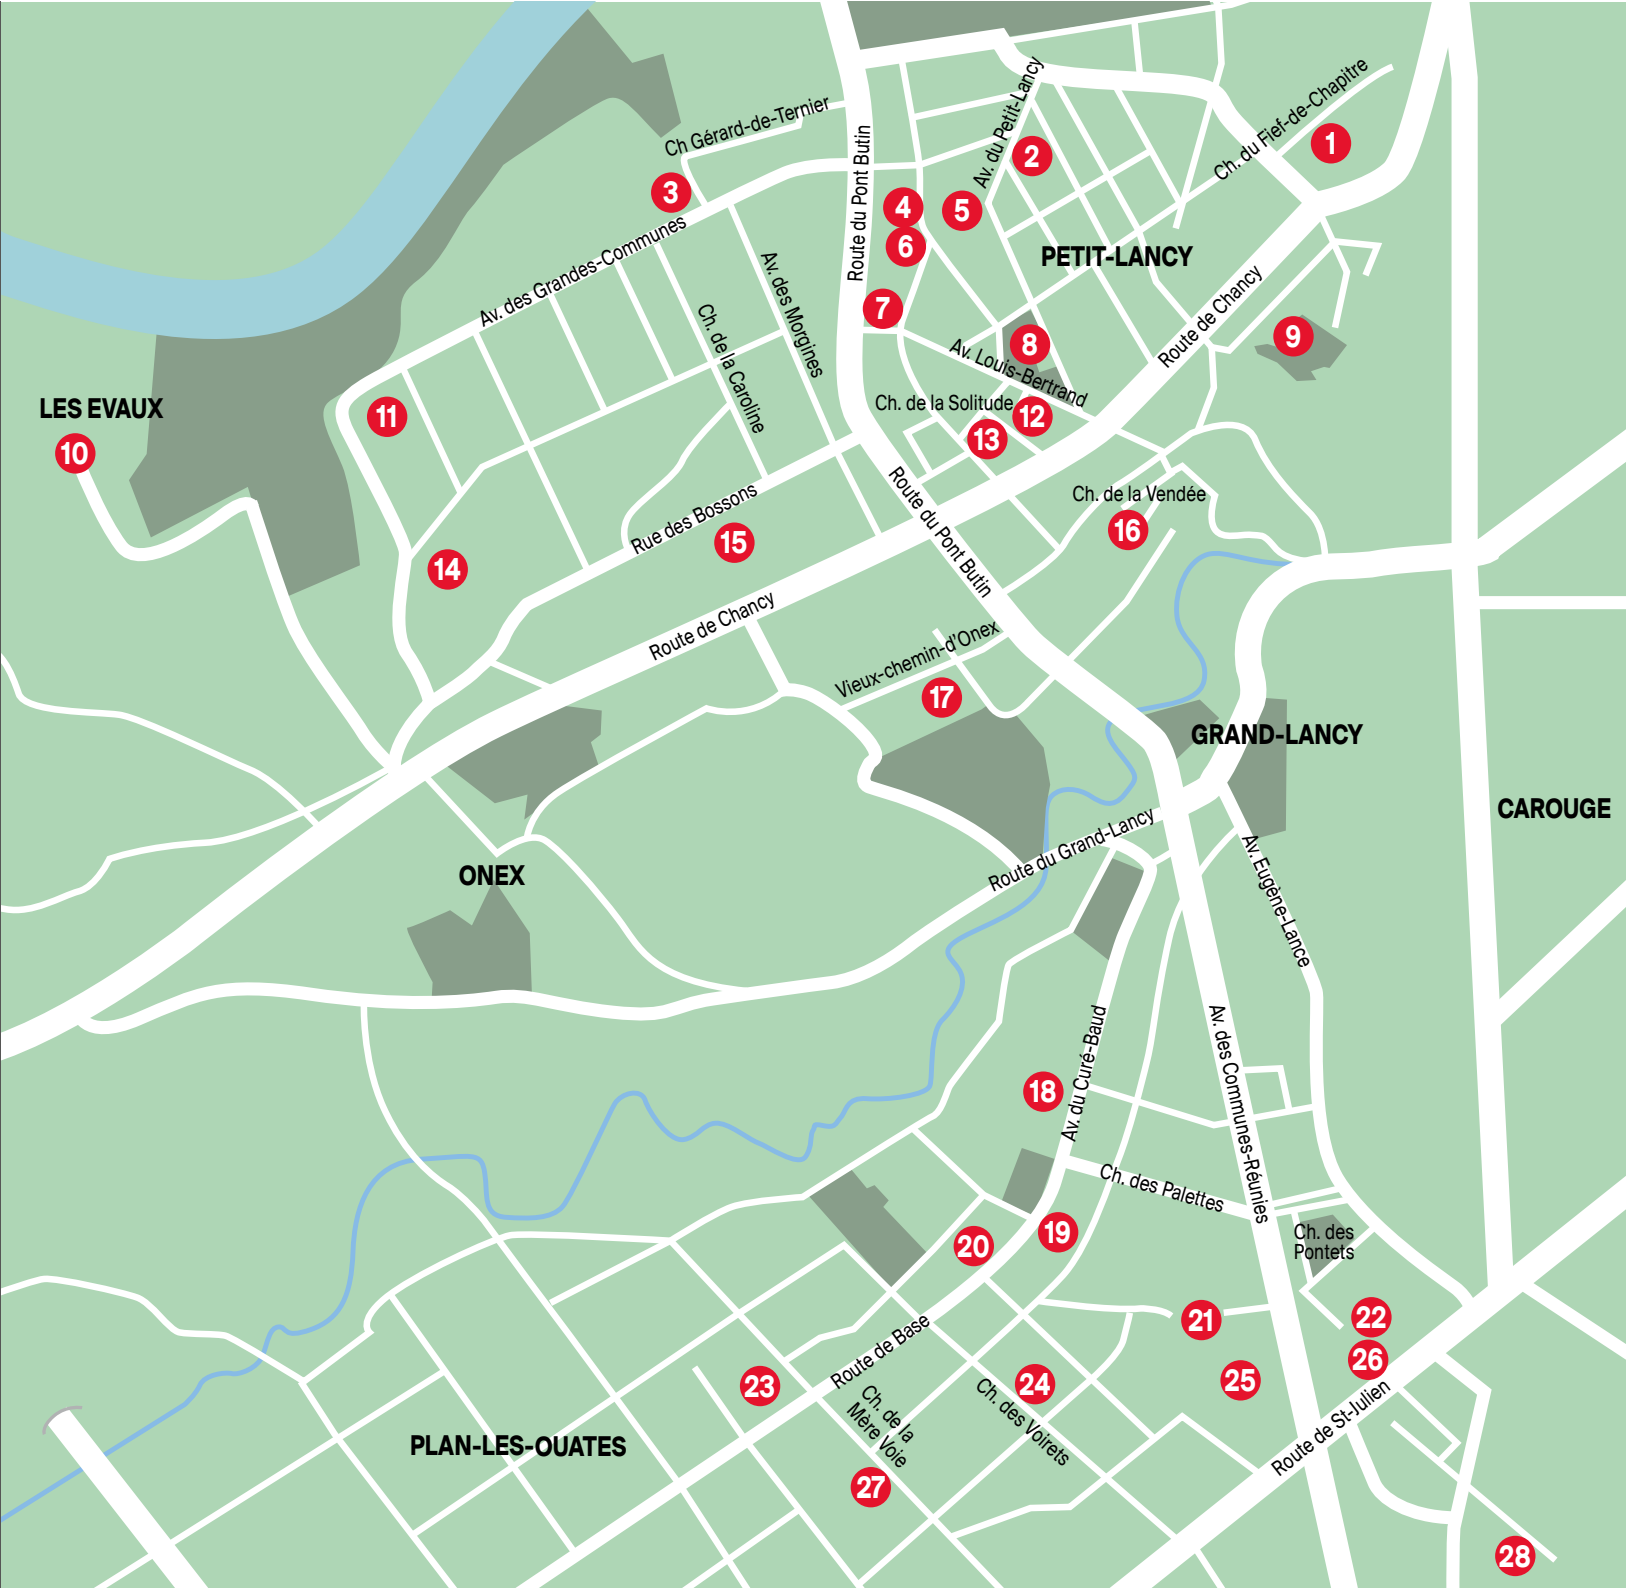 Ch Gérard-de-Ternier
Route du Pont Butin
Av. du Petit-Lancy
Ch. du Fief-de-Chapitre
1
2
3
4
5
6
PETIT-LANCY
Av. des Grandes-Communes
Av. des Morgines
Ch. de la Caroline
7
8
9
Route de Chancy
Av. Louis-Bertrand
LES EVAUX
10
11
Ch. de la Solitude
12
13
Rue des Bossons
Route du Pont Butin
Ch. de la Vendée
14
15
16
Route de Chancy
Vieux-chemin-d'Onex
17
GRAND-LANCY
CAROUGE
ONEX
Route du Grand-Lancy
Av. Eugène-Lance
Av. du Curé-Baud
Av. des Communes-Réunies
18
Ch. des Palettes
19
20
Ch. des
Pontets
21
22
Route de Base
26
23
24
25
Ch. de la
Mère Voie
Ch. des Voirets
Route de St-Julien
PLAN-LES-OUATES
27
28